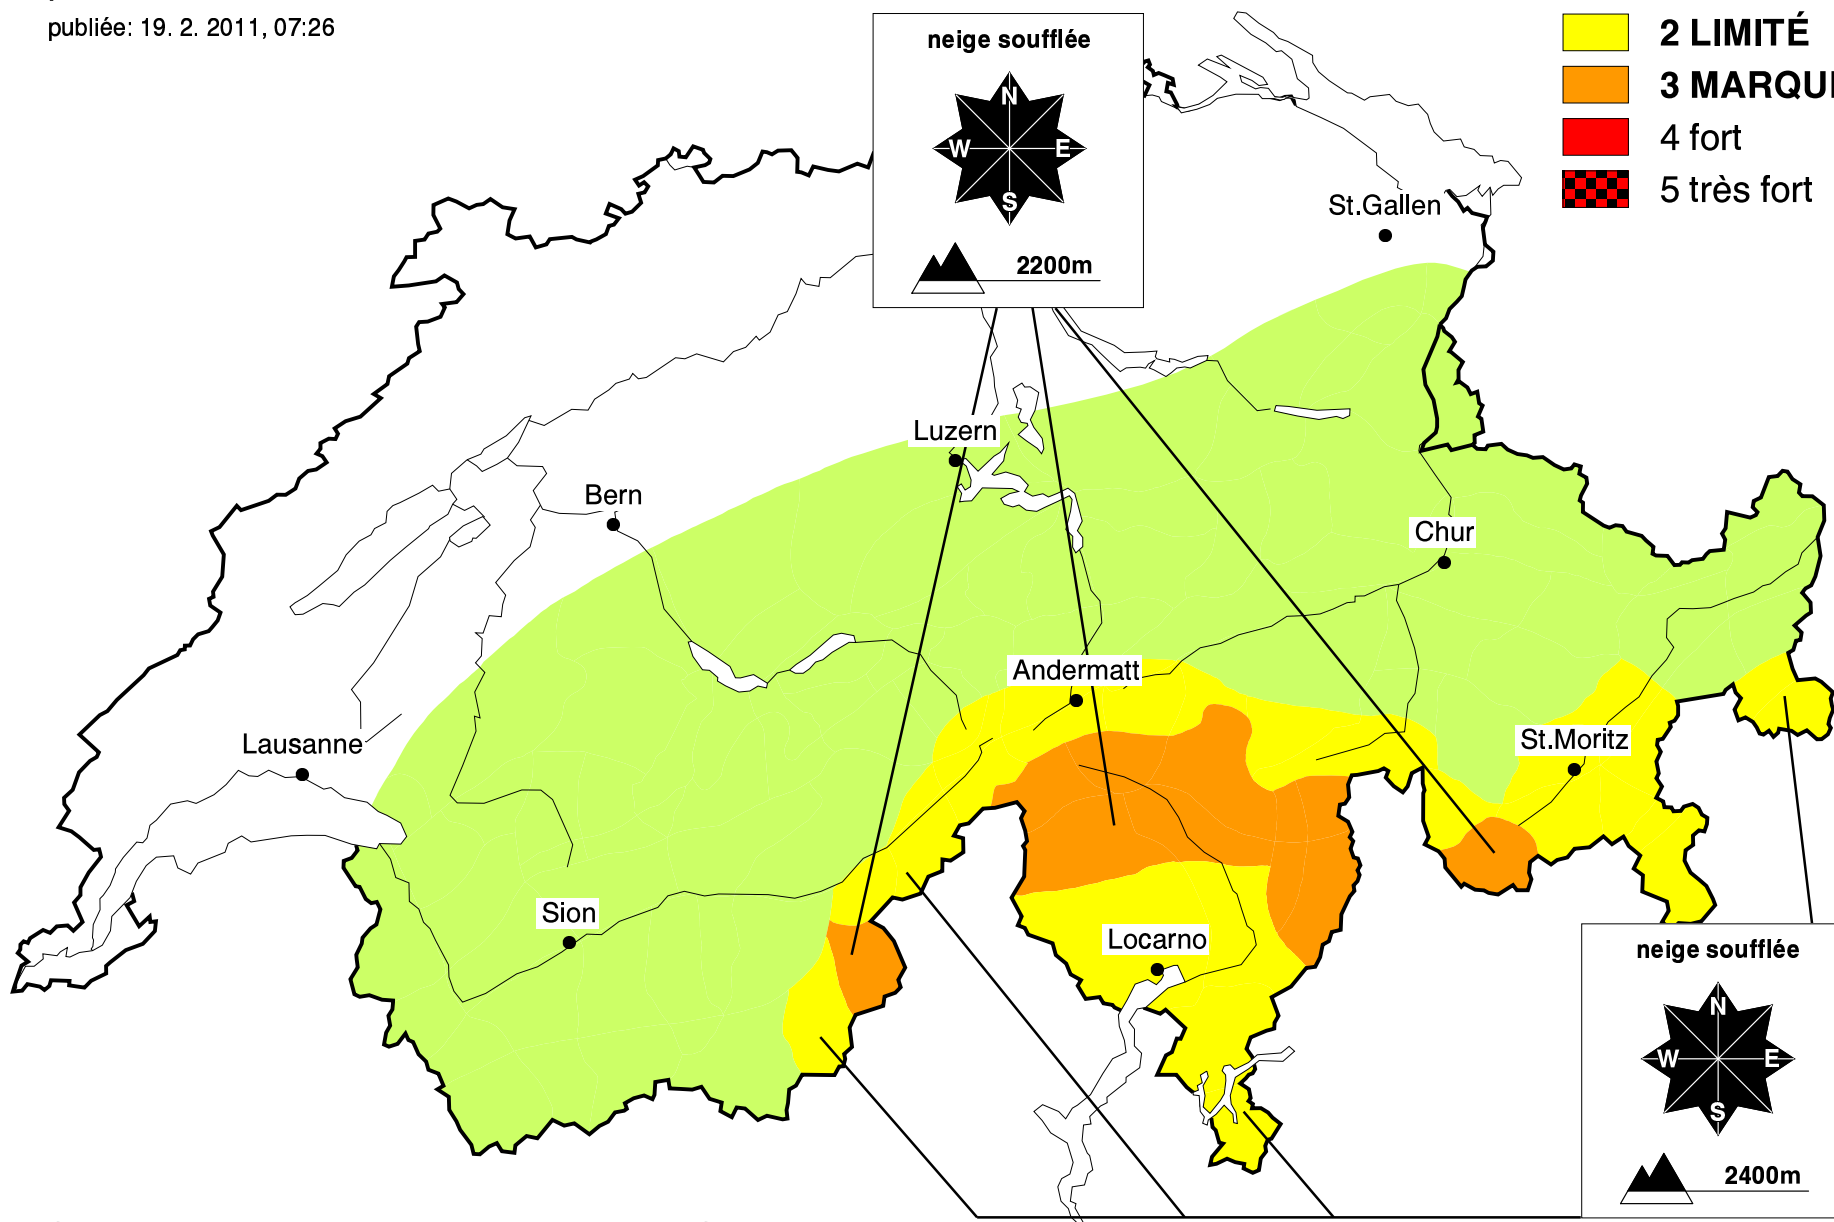 publiée: 19. 2. 2011, 07:26
neige soufflée
N
W E
S
2200m
2 LIMITÉ
3 MARQU
4 fort
5 très fort
St.Gallen
Luzern
Bern
Chur
Andermatt
Lausanne
St.Moritz
Sion
Locarno
neige soufflée
N
W E
S
2400m